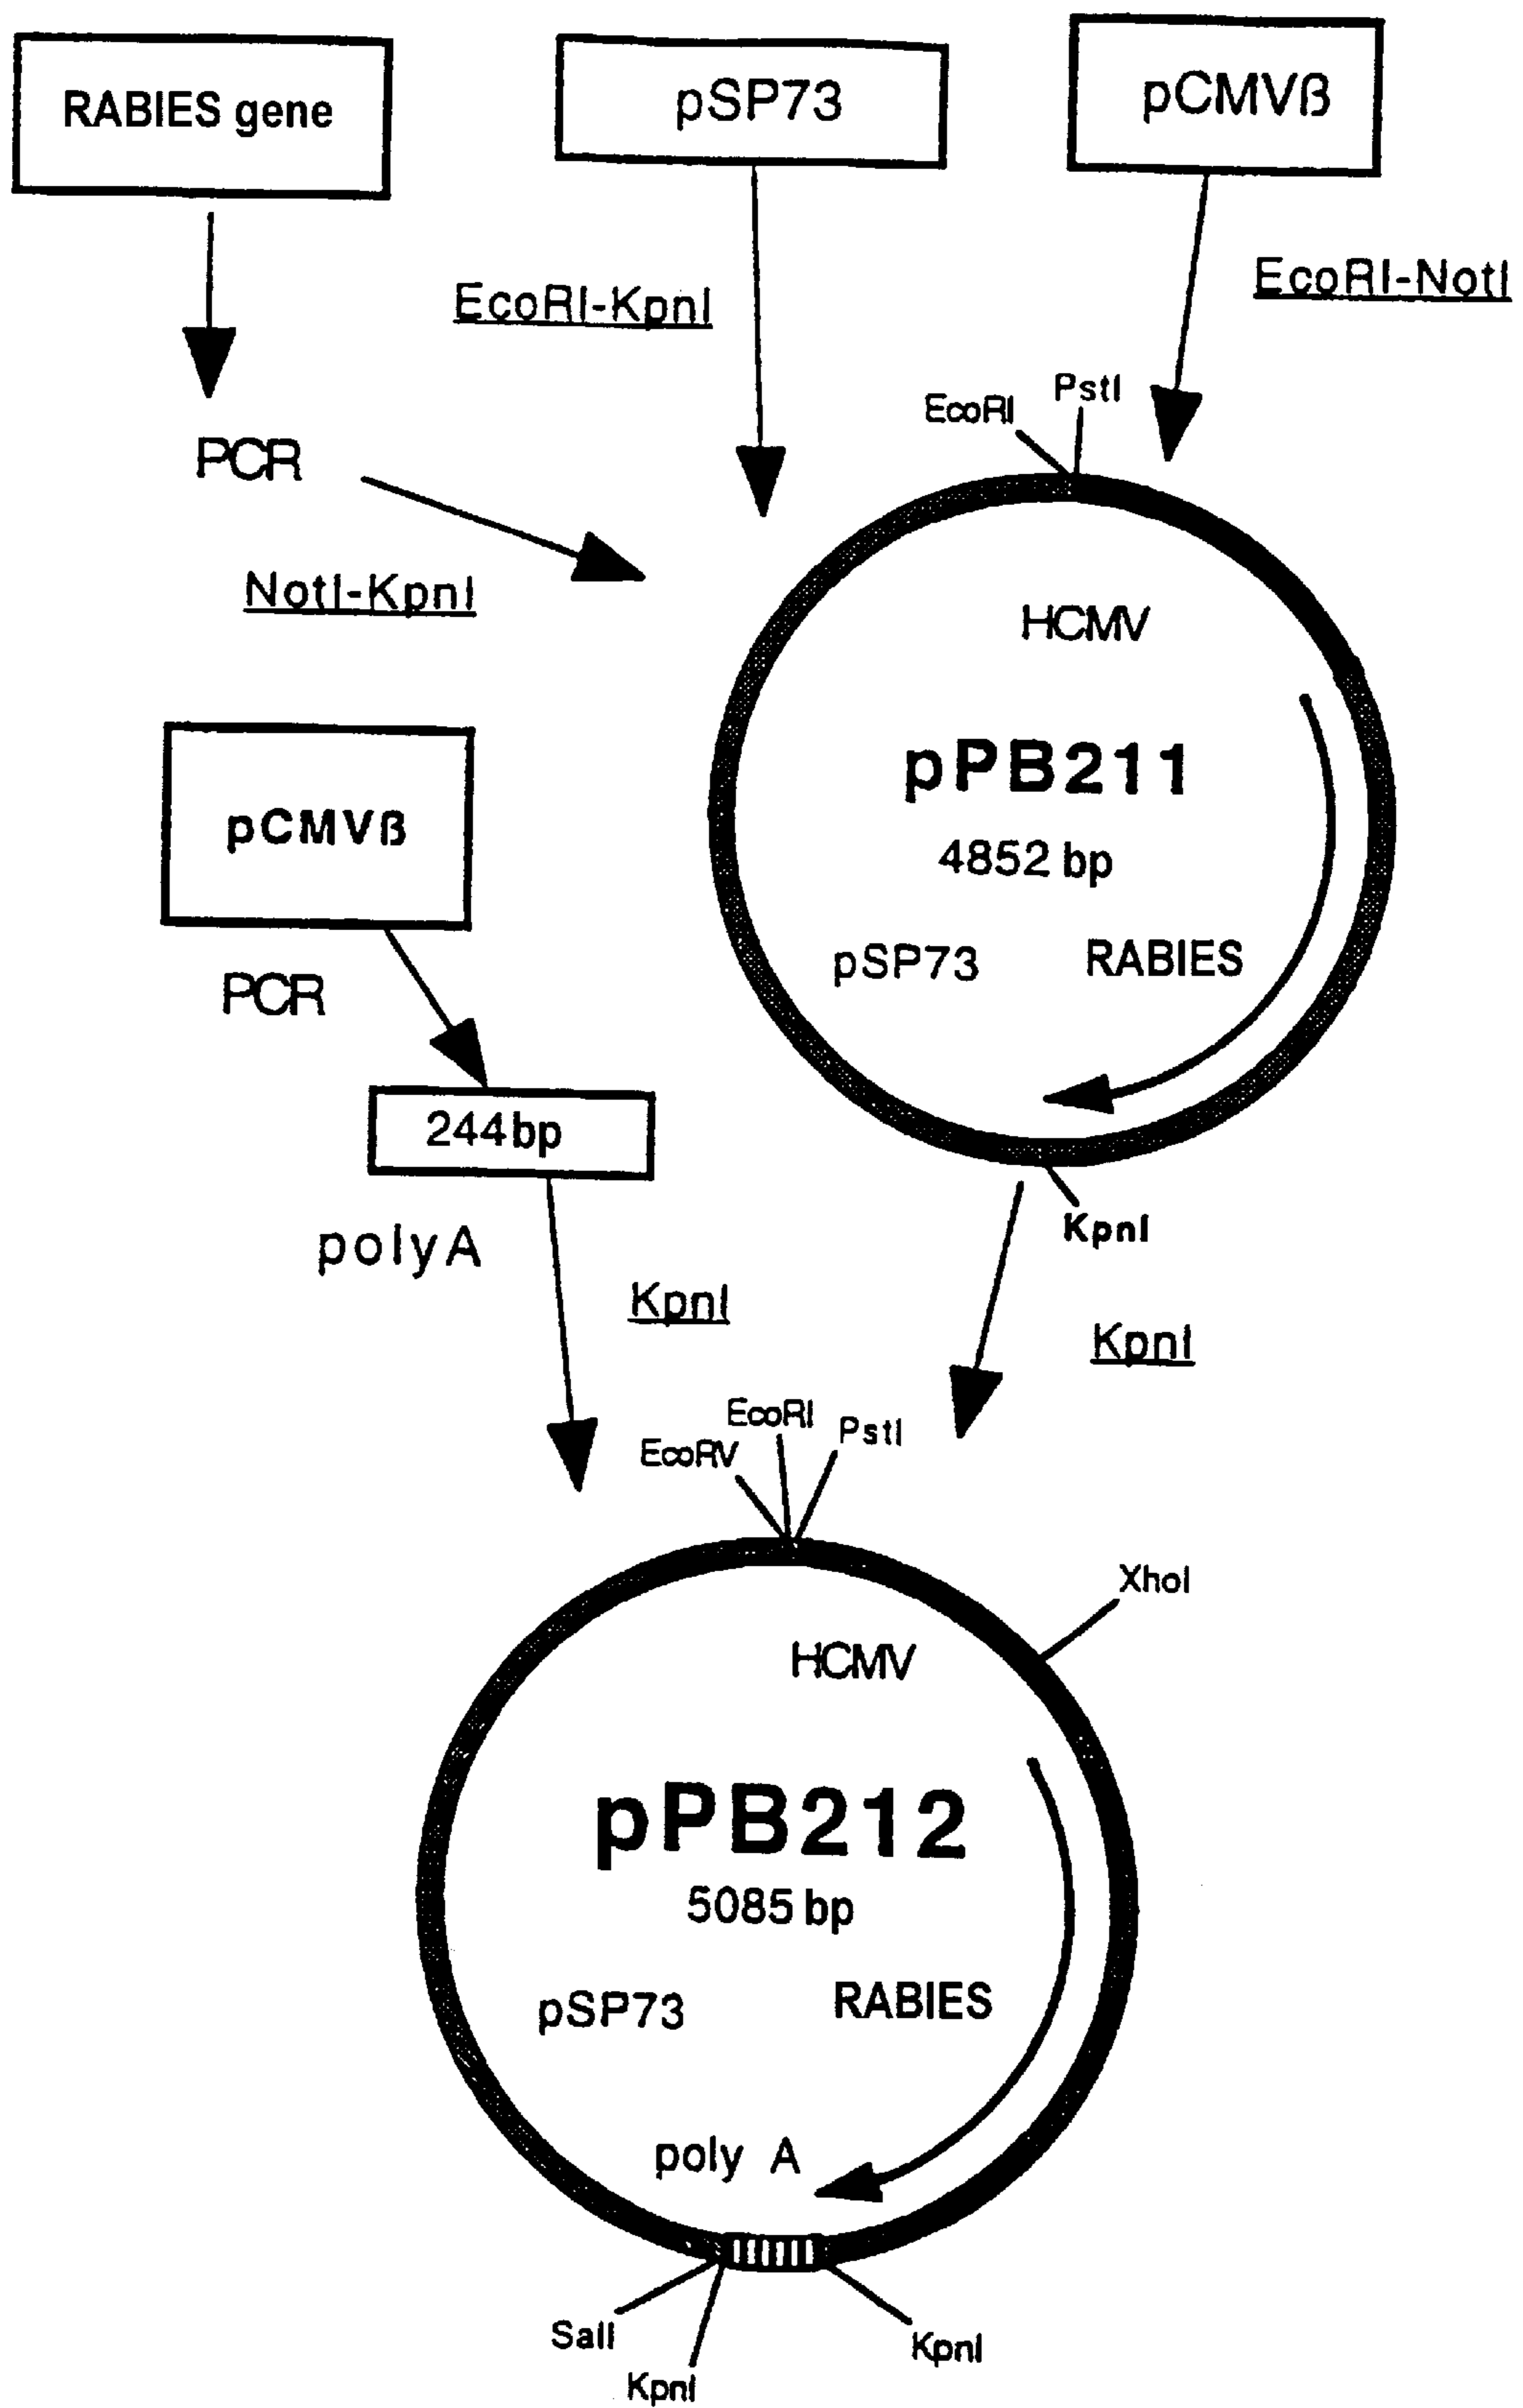 RABIES gene
pSP73
pCMVß
EcoRI-KpnI
EcoRI-NotI
PCR
NotI-KpnI
EcoRI
PstI
HCMV
pPB211
4852 bp
pSP73
RABIES
KpnI
pCMVß
PCR
244bp
polyA
KpnI
KpnI
EcoRV
EcoRI
PstI
XhoI
HCMV
pPB212
5085 bp
pSP73
RABIES
poly A
SalI
KpnI
KpnI